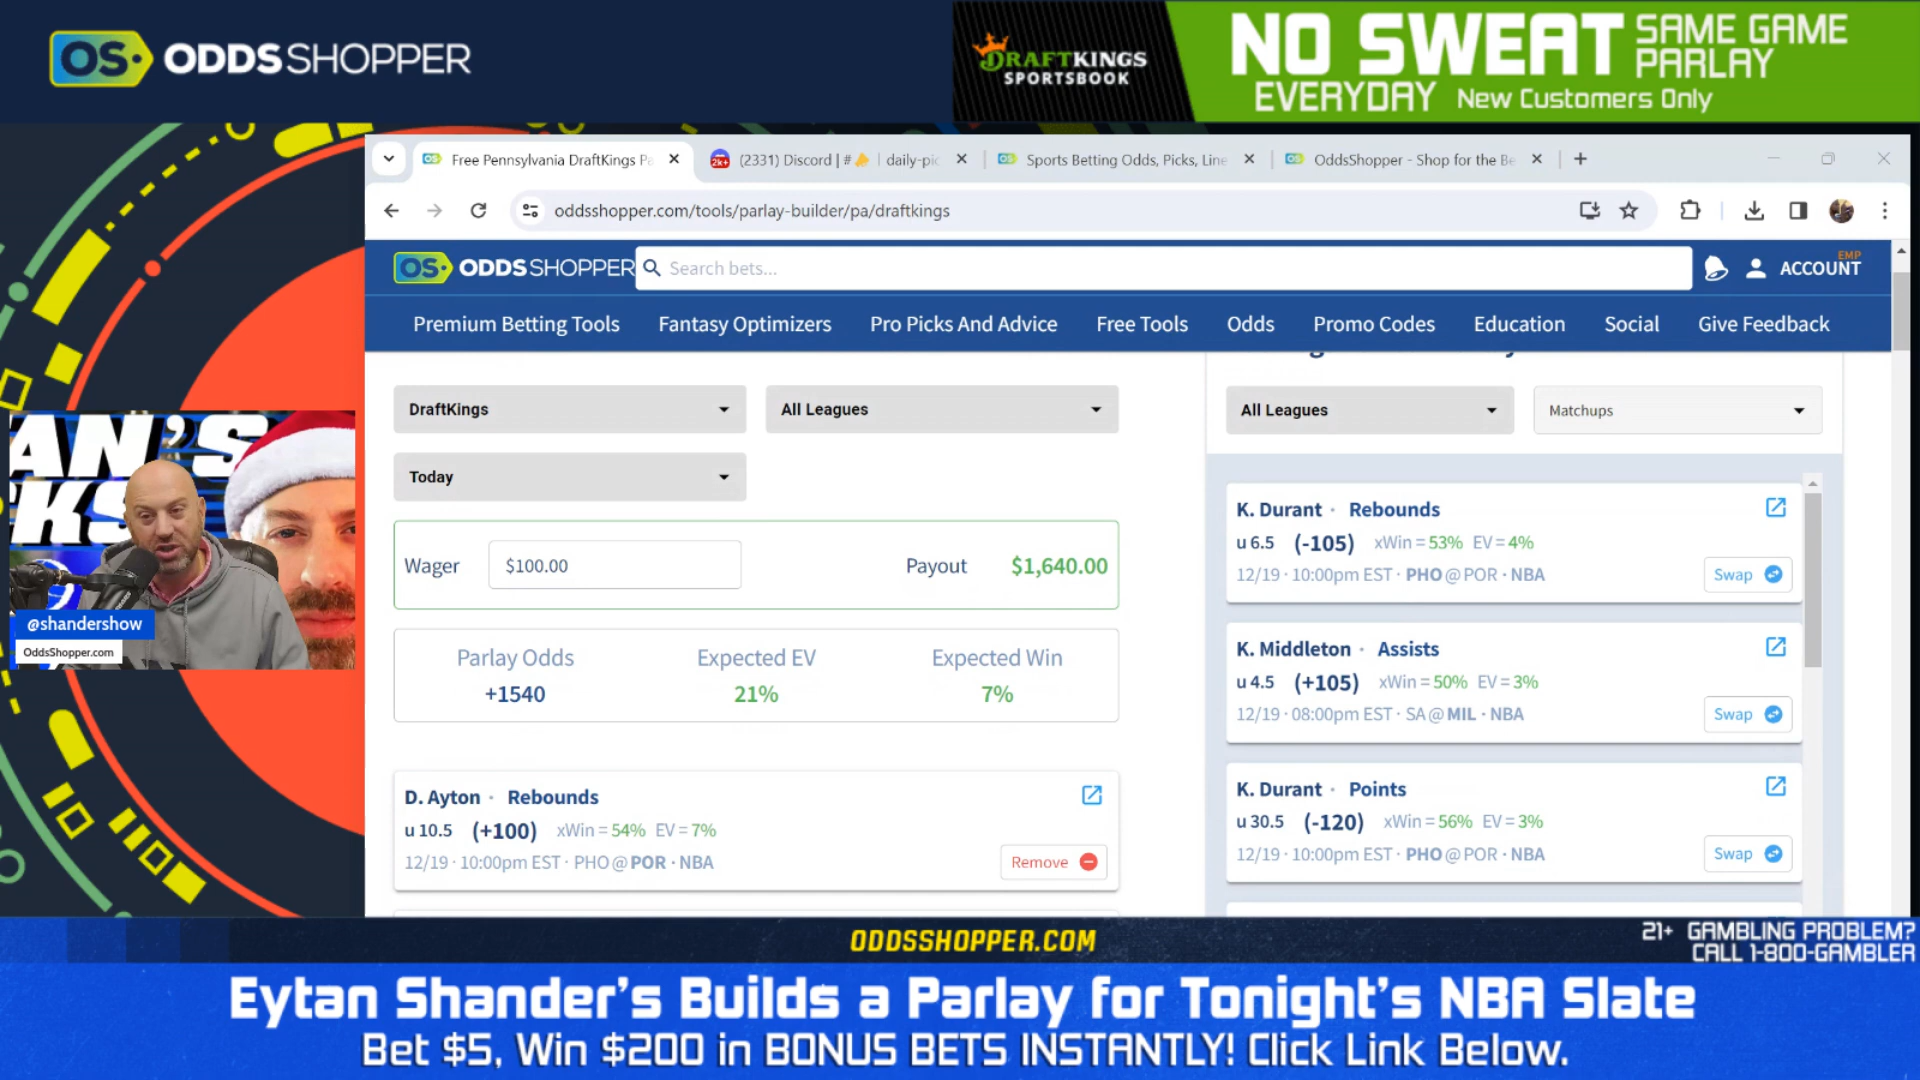 OS ODDSSHOPPER
DRAFTKINGS
SPORTSBOOK
NO SWEAT SAME GAME PARLAY
EVERYDAY New Customers Only
Free Pennsylvania DraftKings Pa
(2331) Discord | # | daily-pic
Sports Betting Odds, Picks, Line
OddsShopper - Shop for the Be
oddsshopper.com/tools/parlay-builder/pa/draftkings
OS ODDSSHOPPER
Search bets...
EMP
ACCOUNT
Premium Betting Tools Fantasy Optimizers Pro Picks And Advice Free Tools Odds Promo Codes Education Social Give Feedback
DraftKings
All Leagues
Today
Wager $100.00 Payout $1,640.00
Parlay Odds Expected EV Expected Win
+1540 21% 7%
D. Ayton · Rebounds
u 10.5 (+100) xWin = 54% EV = 7%
12/19 · 10:00pm EST · PHO @ POR · NBA
Remove
All Leagues
Matchups
K. Durant · Rebounds
u 6.5 (-105) xWin = 53% EV = 4%
12/19 · 10:00pm EST · PHO @ POR · NBA
Swap
K. Middleton · Assists
u 4.5 (+105) xWin = 50% EV = 3%
12/19 · 08:00pm EST · SA @ MIL · NBA
Swap
K. Durant · Points
u 30.5 (-120) xWin = 56% EV = 3%
12/19 · 10:00pm EST · PHO @ POR · NBA
Swap
AN'S
@shandershow
OddsShopper.com
ODDSSHOPPER.COM
21+ GAMBLING PROBLEM?
CALL 1-800-GAMBLER
Eytan Shander's Builds a Parlay for Tonight's NBA Slate
Bet $5, Win $200 in BONUS BETS INSTANTLY! Click Link Below.